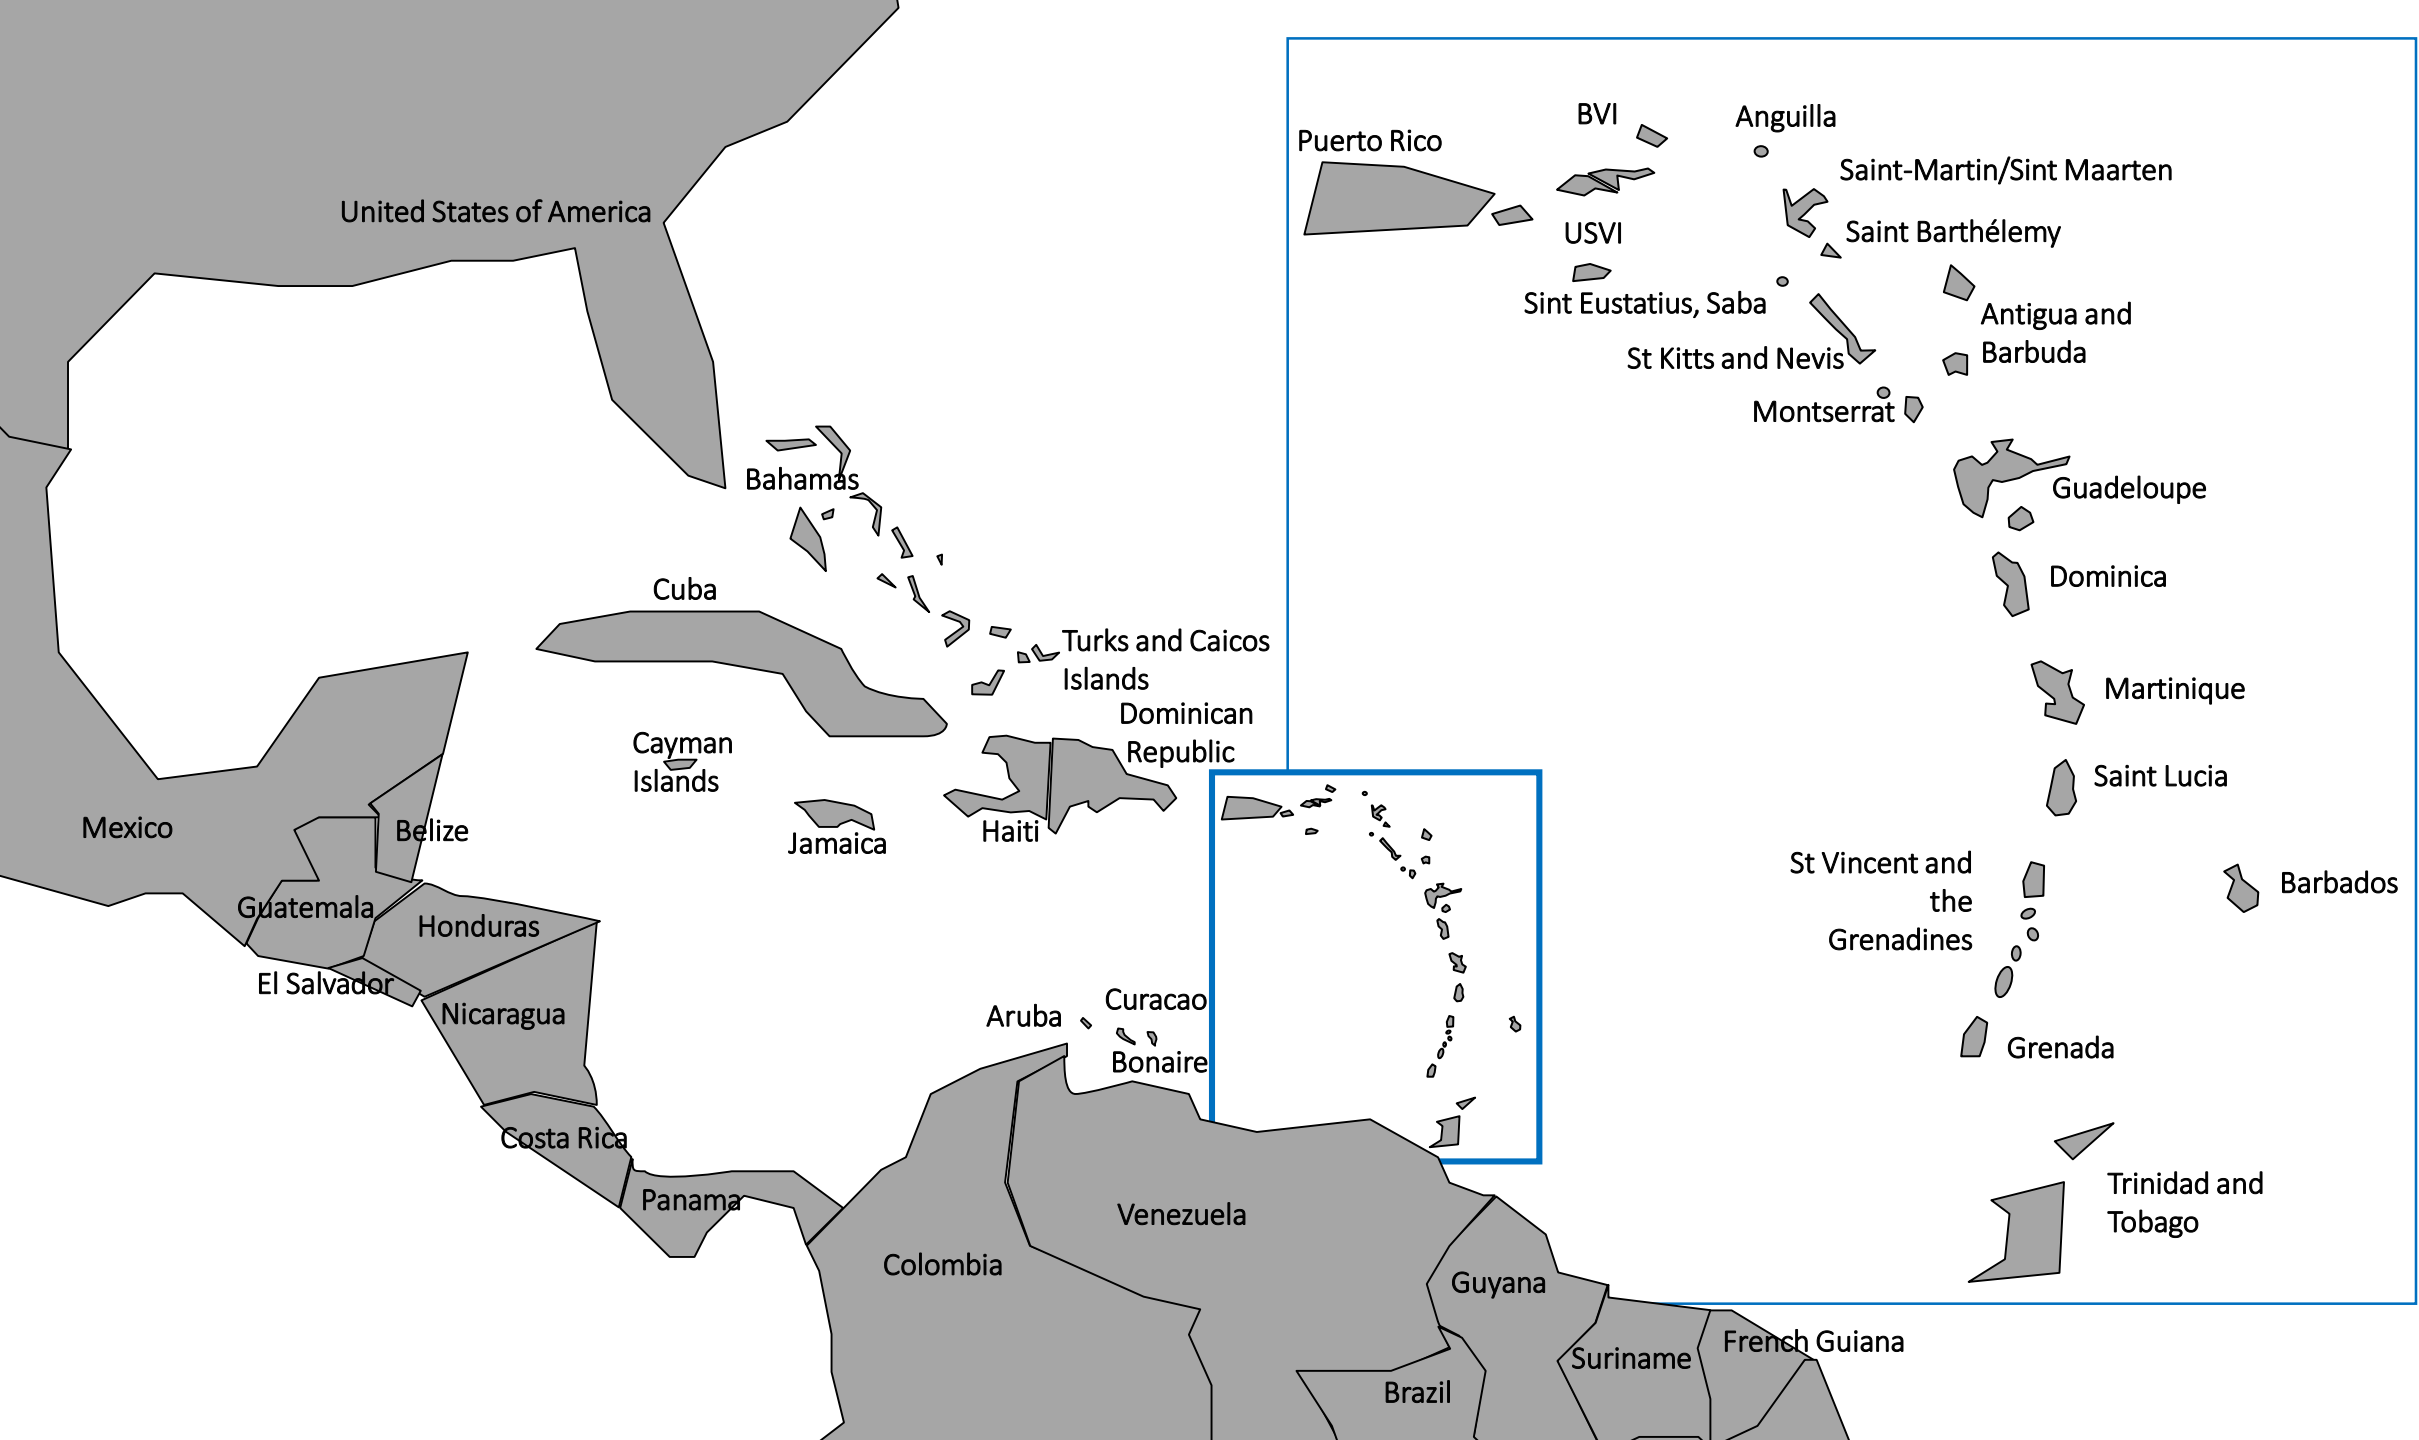 United States of America
Bahamas
Cuba
Turks and Caicos
Islands
Cayman
Islands
Dominican
Republic
Mexico
Belize
Jamaica
Haiti
Guatemala
Honduras
El Salvador
Nicaragua
Aruba
Curacao
Bonaire
Costa Rica
Panama
Colombia
Venezuela
Guyana
Suriname
French Guiana
Brazil
Puerto Rico
BVI
Anguilla
Saint-Martin/Sint Maarten
USVI
Saint Barthélemy
Sint Eustatius, Saba
Antigua and
Barbuda
St Kitts and Nevis
Montserrat
Guadeloupe
Dominica
Martinique
Saint Lucia
St Vincent and
the
Grenadines
Barbados
Grenada
Trinidad and
Tobago